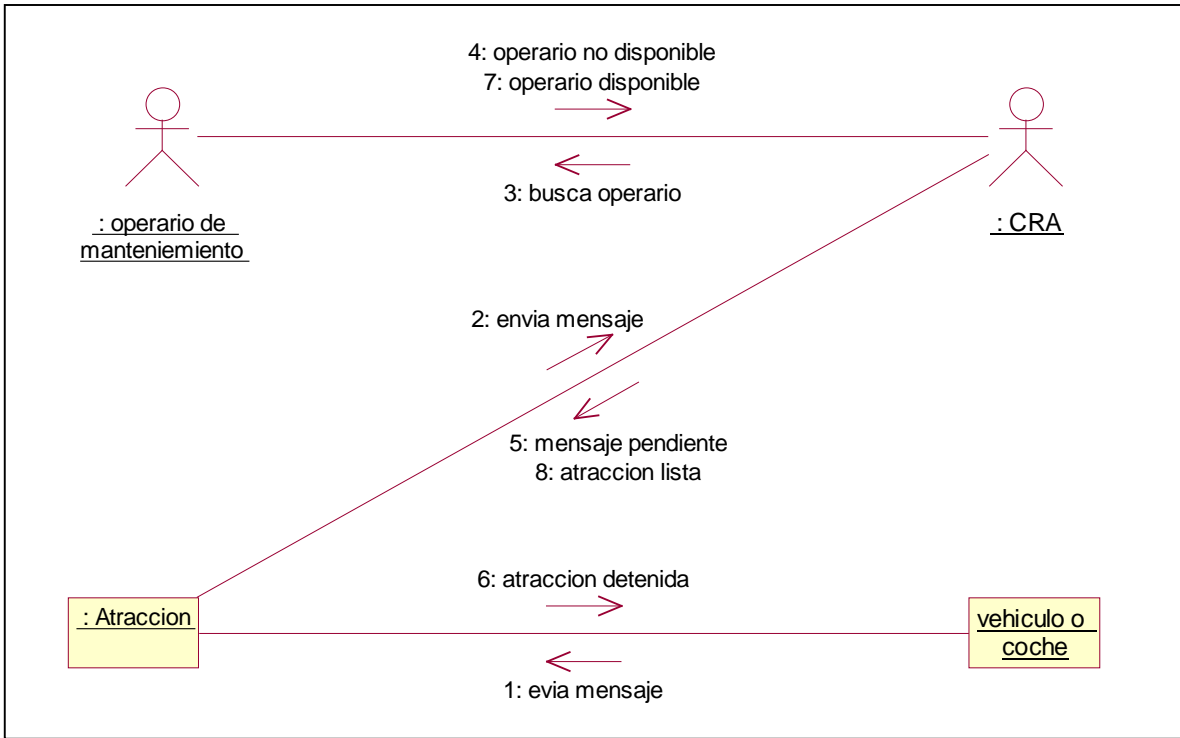 4: operario no disponible
7: operario disponible
3: busca operario
: operario de
manteniemiento
: CRA
2: envia mensaje
5: mensaje pendiente
8: atraccion lista
6: atraccion detenida
: Atraccion
vehiculo o
coche
1: evia mensaje